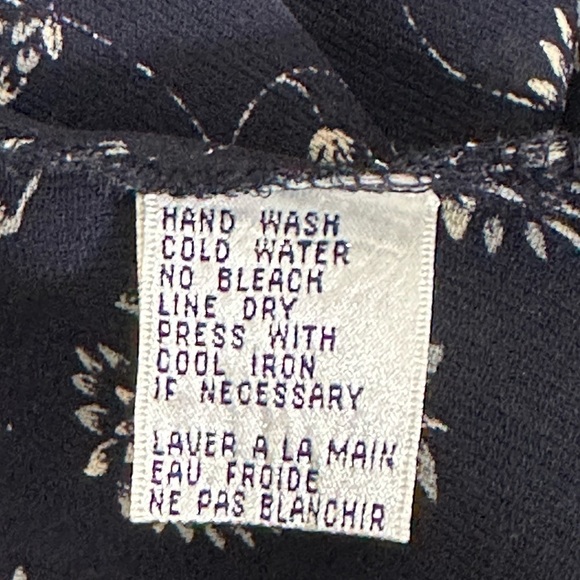 HAND WASH
COLD WATER
NO BLEACH
LINE DRY
PRESS WITH
COOL IRON
IF NECESSARY
LAVER A LA MAIN
EAU FROIDE
NE PAS BLANCHIR